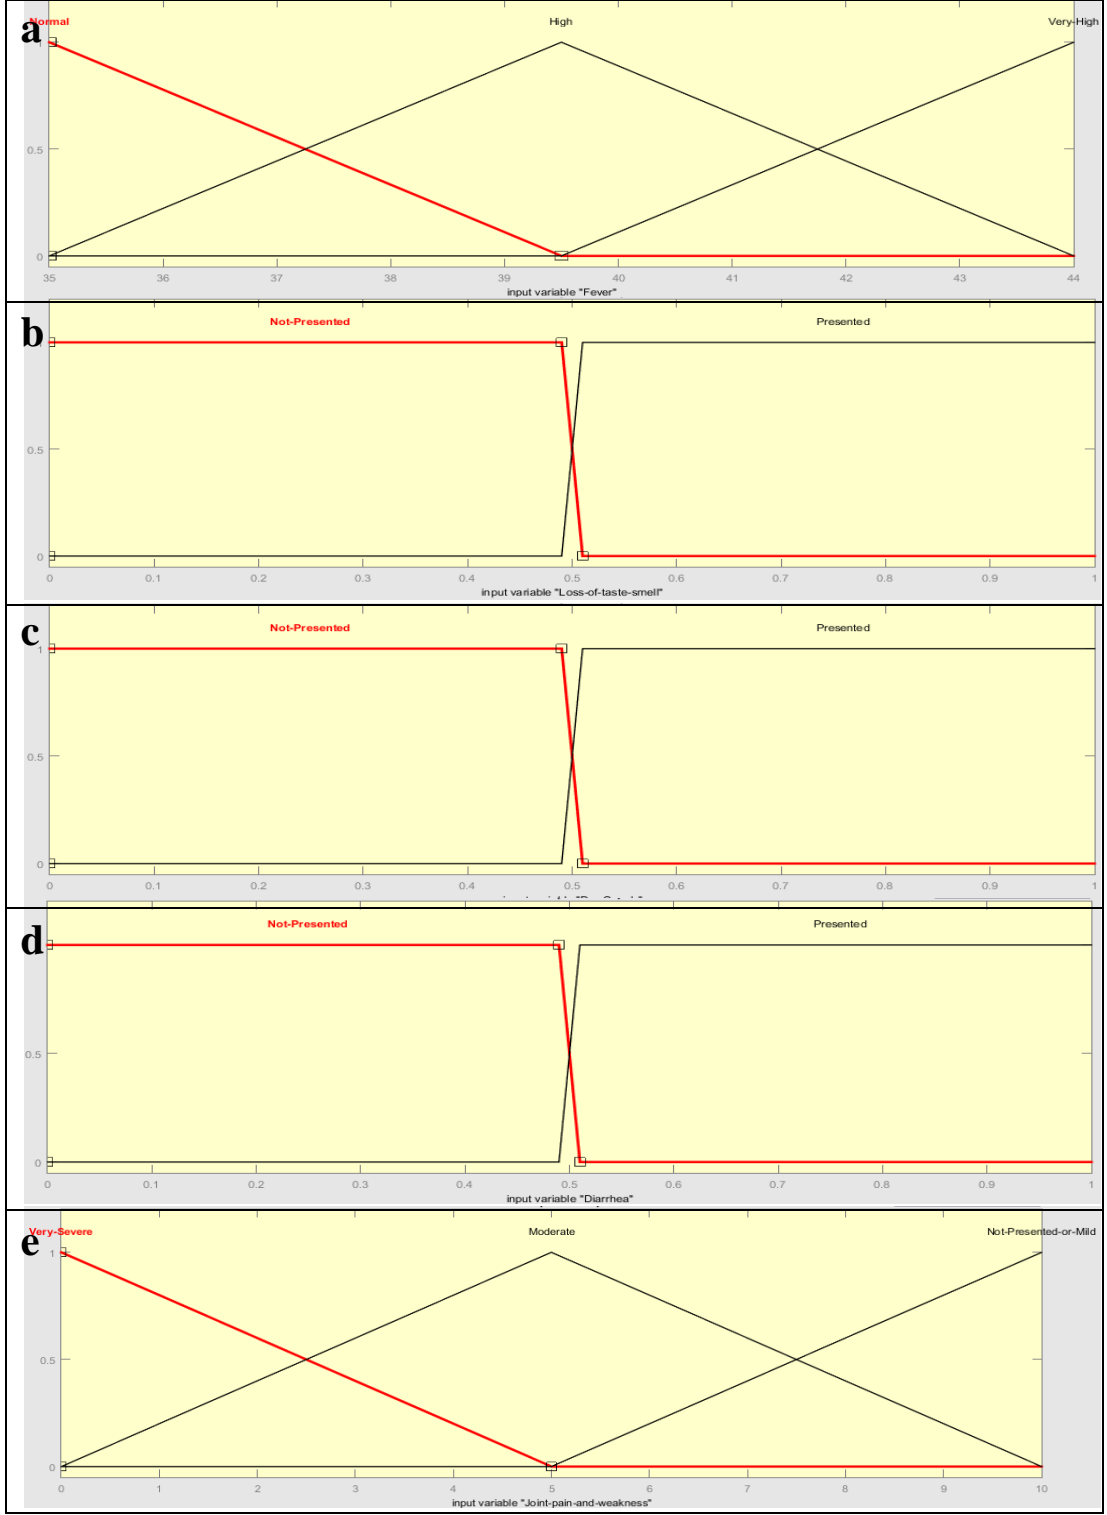 a
Normal High Very-High
1
0.5
0
35 36 37 38 39 40 41 42 43 44
input variable "Fever"
b
Not-Presented Presented
0.5
0
0 0.1 0.2 0.3 0.4 0.5 0.6 0.7 0.8 0.9 1
input variable "Loss-of-taste-smell"
c
Not-Presented Presented
1
0.5
0
0 0.1 0.2 0.3 0.4 0.5 0.6 0.7 0.8 0.9 1
d
Not-Presented Presented
0.5
0
0 0.1 0.2 0.3 0.4 0.5 0.6 0.7 0.8 0.9 1
input variable "Diarrhea"
e
Very-Severe Moderate Not-Presented-or-Mild
1
0.5
0
0 1 2 3 4 5 6 7 8 9 10
input variable "Joint-pain-and-weakness"